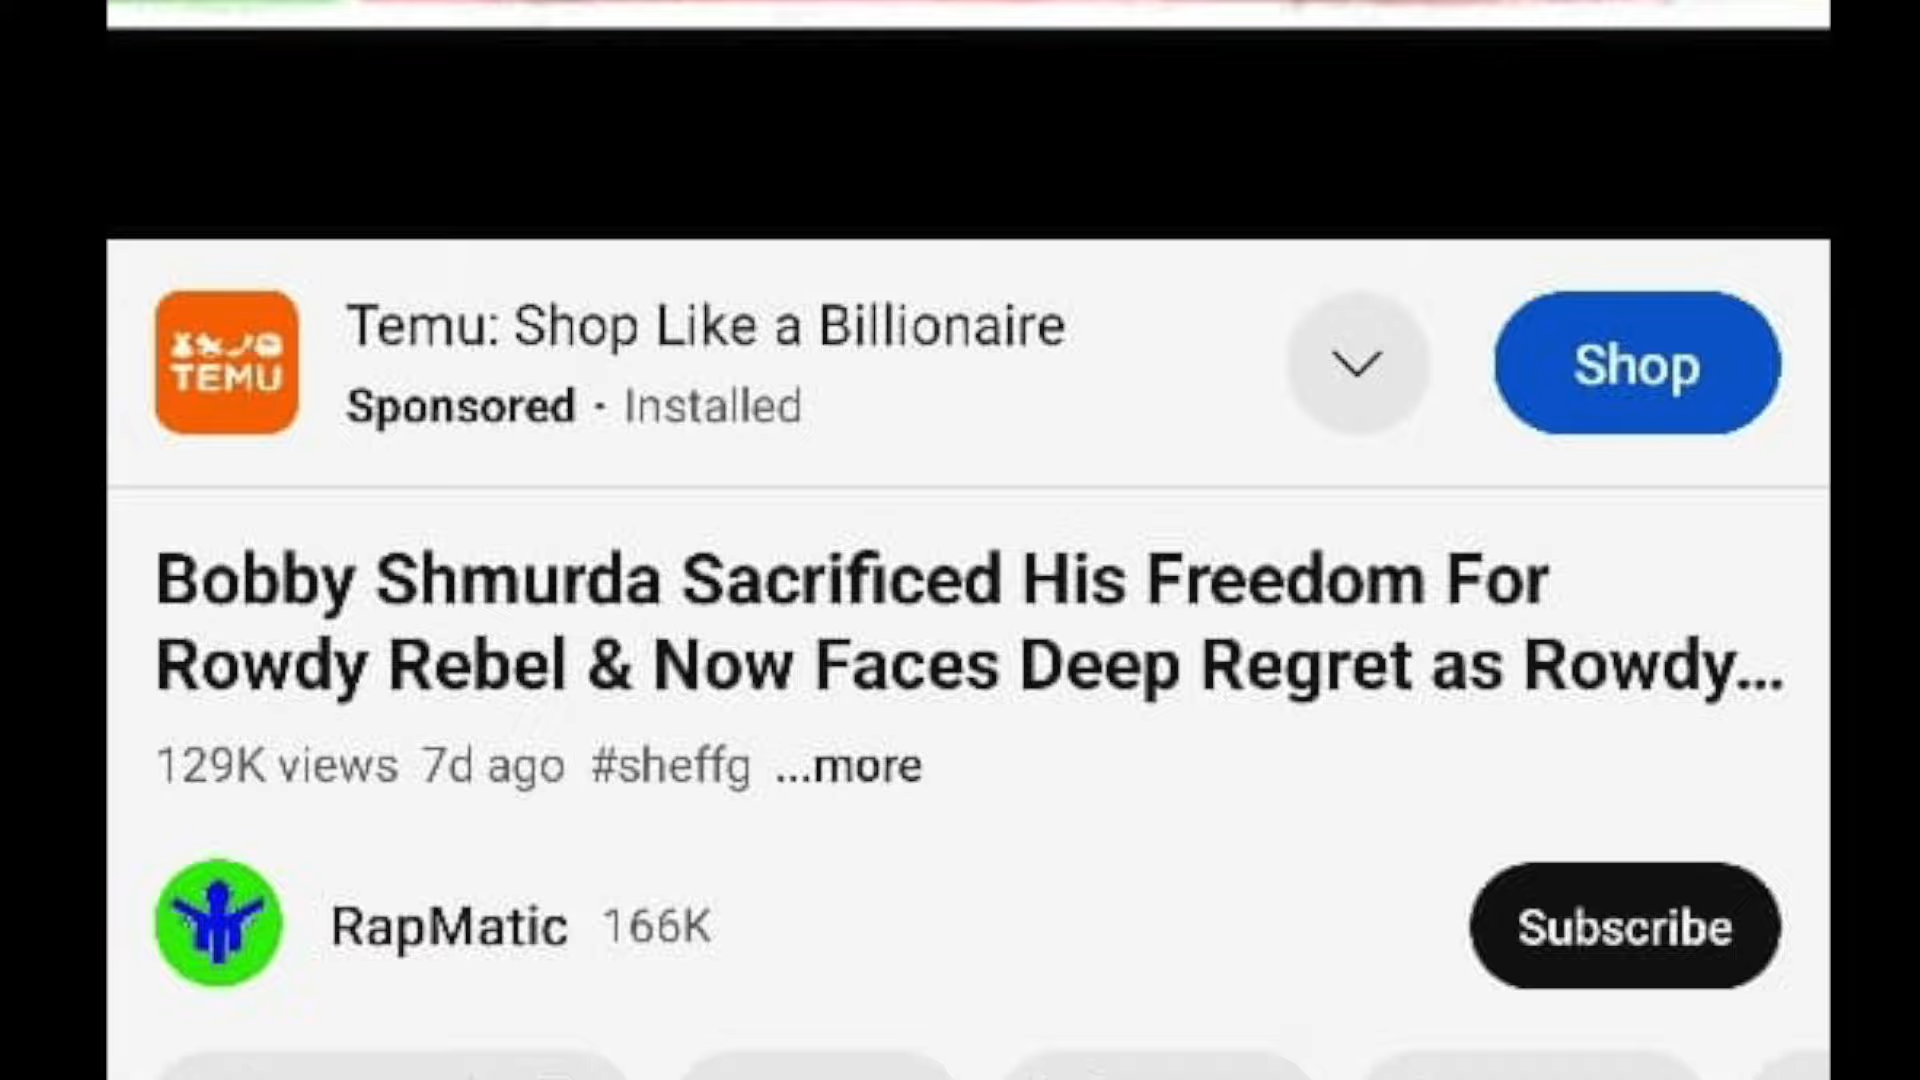 TEMU
Temu: Shop Like a Billionaire
Sponsored · Installed
Shop
Bobby Shmurda Sacrificed His Freedom For
Rowdy Rebel & Now Faces Deep Regret as Rowdy...
129K views 7d ago #sheffg ...more
RapMatic 166K
Subscribe